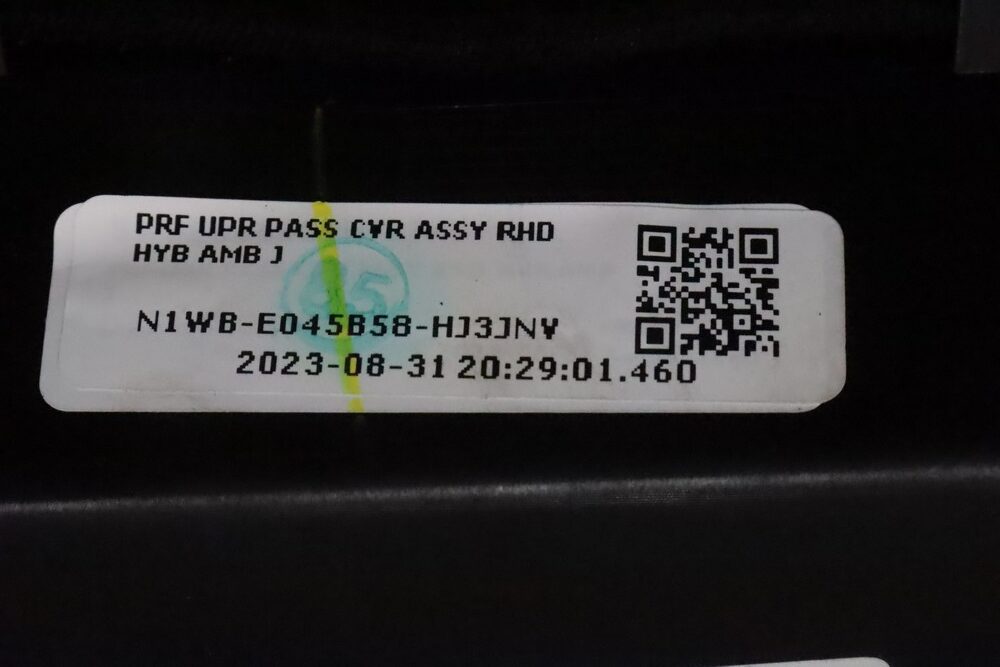 PRF UPR PASS CVR ASSY RHD
HYB AMB J
N1WB-E045B58-HJ3JNV
2023-08-31 20:29:01.460